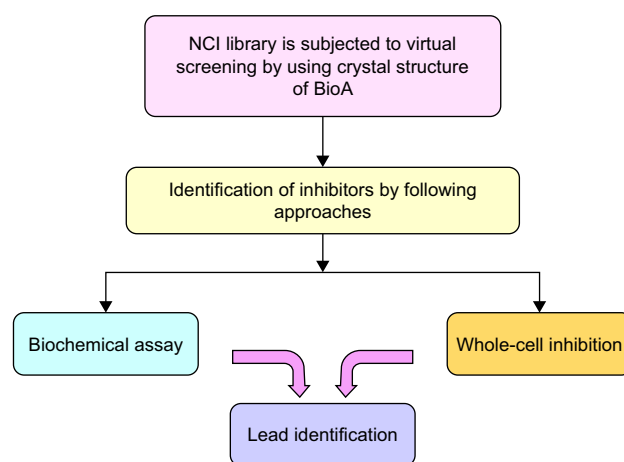 NCI library is subjected to virtual
screening by using crystal structure
of BioA
Identification of inhibitors by following
approaches
Biochemical assay
Whole-cell inhibition
Lead identification